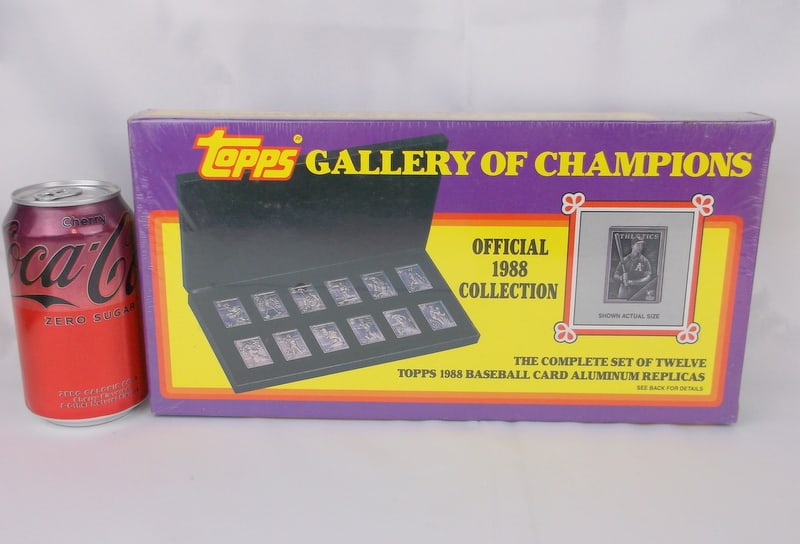 topps® GALLERY OF CHAMPIONS
OFFICIAL
1988
COLLECTION
ATHLETICS
A
SHOWN ACTUAL SIZE
THE COMPLETE SET OF TWELVE
TOPPS 1988 BASEBALL CARD ALUMINUM REPLICAS
SEE BACK FOR DETAILS
Cherry
Coca-Co
ZERO SUGAR